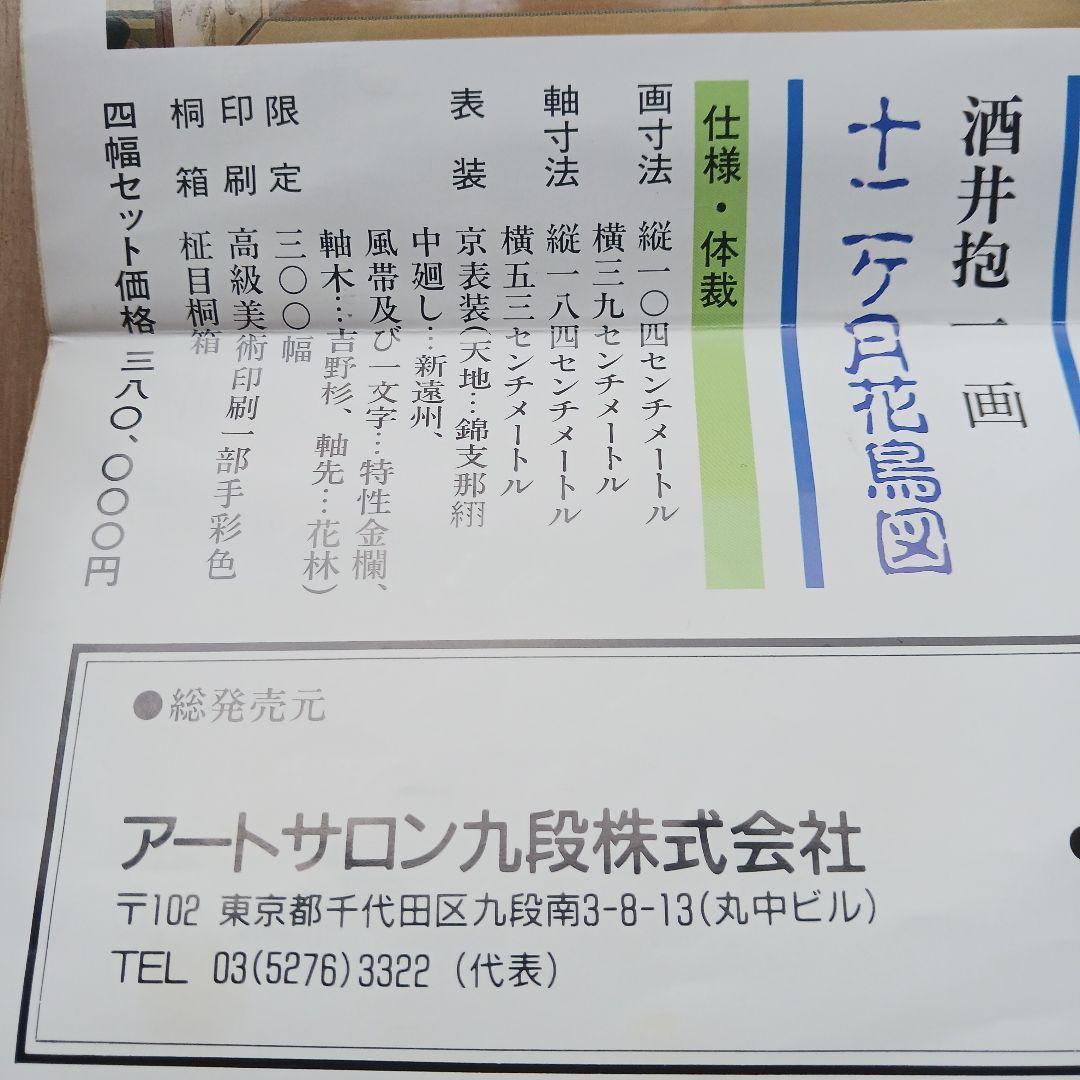 酒井抱一 画
十二ヶ月花鳥図
仕様・体裁
画寸法 縦一〇四センチメートル
横三九センチメートル
軸寸法 縦一八四センチメートル
横五三センチメートル
表装 京表装(天地…錦支那絓
中廻し…新遠州、
風帯及び一文字…特性金欄、
軸木…吉野杉、軸先…花林)
限定 三〇〇幅
印刷 高級美術印刷一部手彩色
桐箱 柾目桐箱
四幅セット価格 三八〇、〇〇〇円
●総発売元
アートサロン九段株式会社
〒102 東京都千代田区九段南3-8-13(丸中ビル)
TEL 03(5276)3322 (代表)